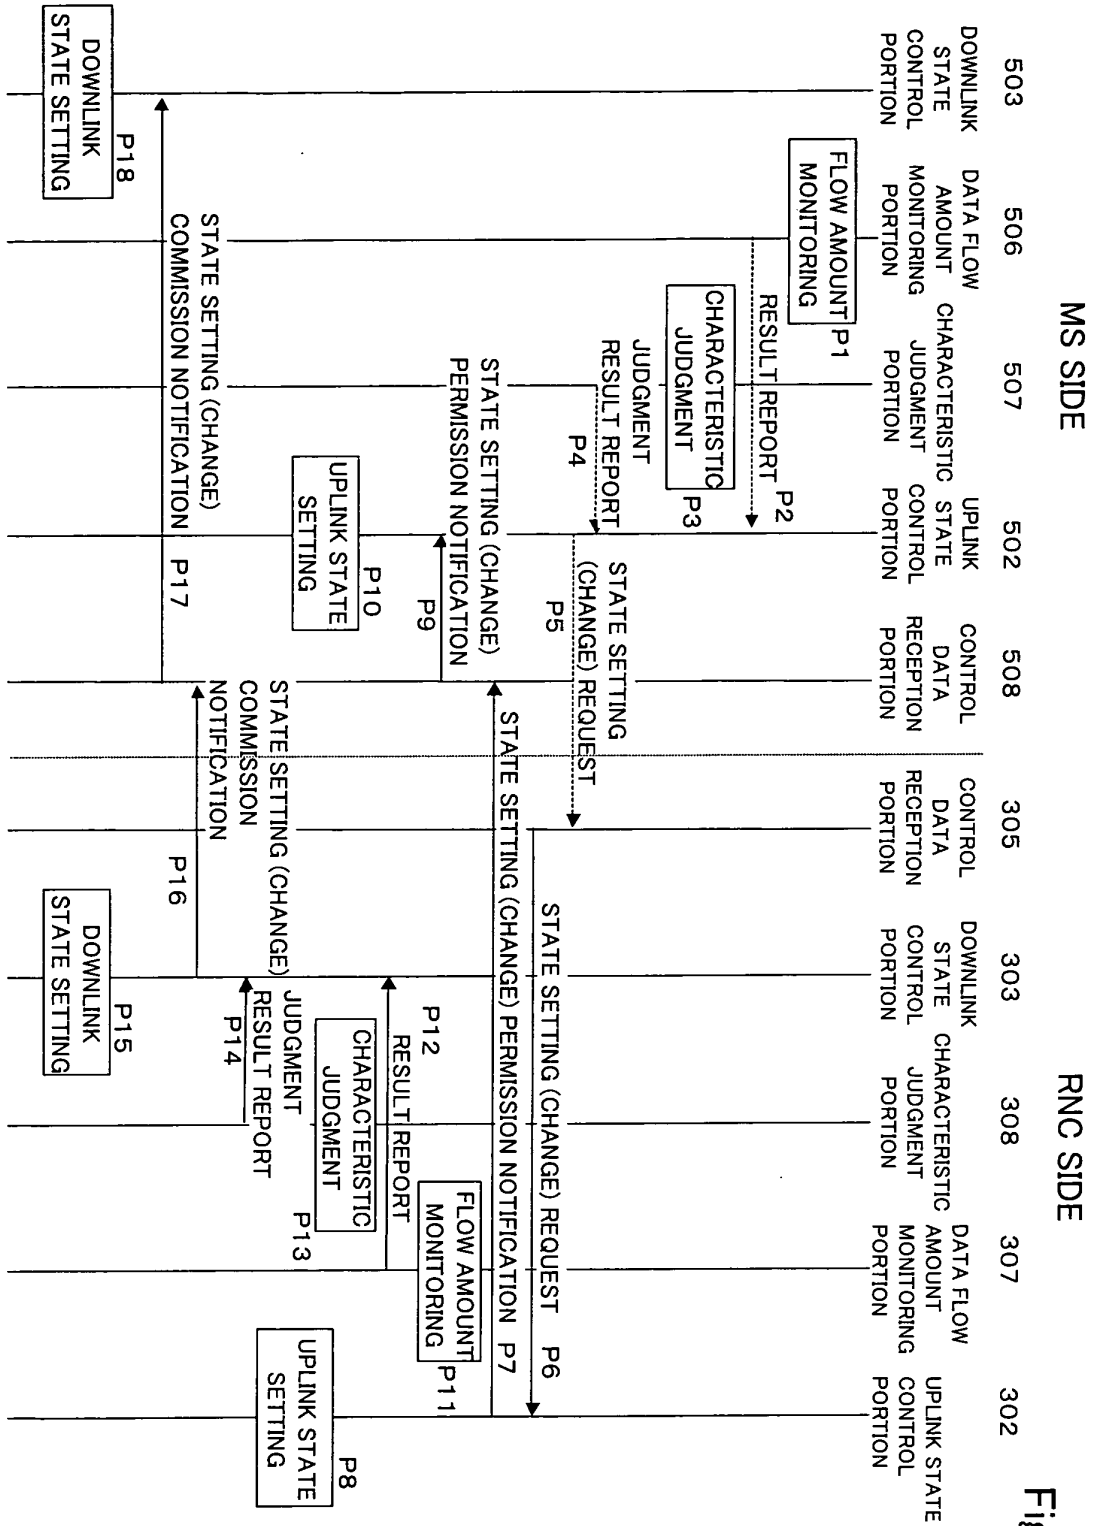 MS SIDE
RNC SIDE
503
506
507
502
508
305
303
308
307
302
DOWNLINK
STATE
CONTROL
PORTION
DATA FLOW
AMOUNT
MONITORING
PORTION
CHARACTERISTIC
JUDGMENT
PORTION
UPLINK
STATE
CONTROL
PORTION
CONTROL
DATA
RECEPTION
PORTION
CONTROL
DATA
RECEPTION
PORTION
DOWNLINK
STATE
CONTROL
PORTION
CHARACTERISTIC
JUDGMENT
PORTION
DATA FLOW
AMOUNT
MONITORING
PORTION
UPLINK STATE
CONTROL
PORTION
FLOW AMOUNT
MONITORING
P1
RESULT REPORT
P2
CHARACTERISTIC
JUDGMENT
P3
JUDGMENT
RESULT REPORT
P4
STATE SETTING
(CHANGE) REQUEST
P5
STATE SETTING (CHANGE) REQUEST
P6
STATE SETTING (CHANGE) PERMISSION NOTIFICATION
P7
UPLINK STATE
SETTING
P8
STATE SETTING (CHANGE)
PERMISSION NOTIFICATION
P9
UPLINK STATE
SETTING
P10
FLOW AMOUNT
MONITORING
P11
P12
RESULT REPORT
CHARACTERISTIC
JUDGMENT
P13
JUDGMENT
RESULT REPORT
P14
DOWNLINK
STATE SETTING
P15
STATE SETTING (CHANGE)
COMMISSION
NOTIFICATION
P16
STATE SETTING (CHANGE)
COMMISSION NOTIFICATION
P17
DOWNLINK
STATE SETTING
P18